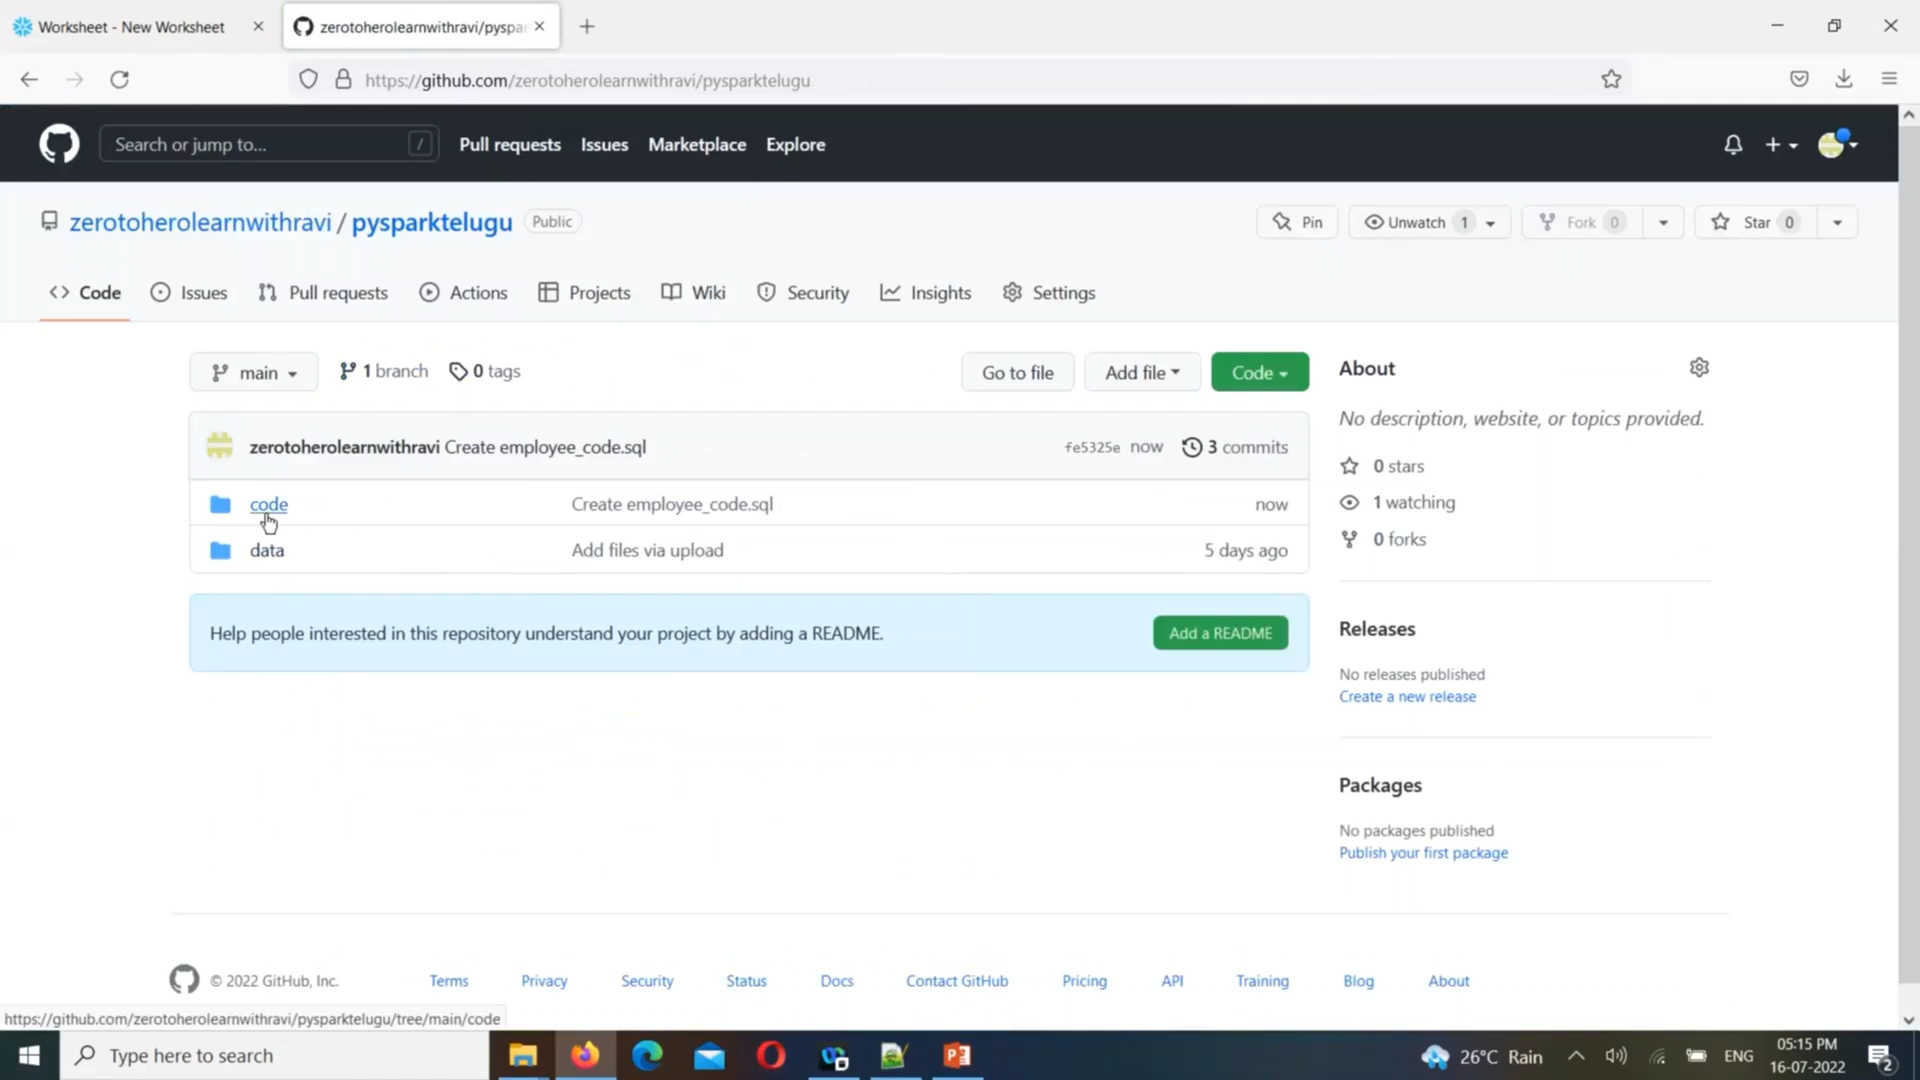 Worksheet - New Worksheet
zerotoherolearnwithravi/pyspar
https://github.com/zerotoherolearnwithravi/pysparktelugu
Search or jump to... /
Pull requests Issues Marketplace Explore
zerotoherolearnwithravi / pysparktelugu Public
Pin Unwatch 1 Fork 0 Star 0
Code Issues Pull requests Actions Projects Wiki Security Insights Settings
main 1 branch 0 tags Go to file Add file Code
zerotoherolearnwithravi Create employee_code.sql fe5325e now 3 commits
code Create employee_code.sql now
data Add files via upload 5 days ago
Help people interested in this repository understand your project by adding a README. Add a README
About
No description, website, or topics provided.
0 stars
1 watching
0 forks
Releases
No releases published
Create a new release
Packages
No packages published
Publish your first package
© 2022 GitHub, Inc. Terms Privacy Security Status Docs Contact GitHub Pricing API Training Blog About
https://github.com/zerotoherolearnwithravi/pysparktelugu/tree/main/code
Type here to search
26°C Rain
ENG
05:15 PM
16-07-2022
2